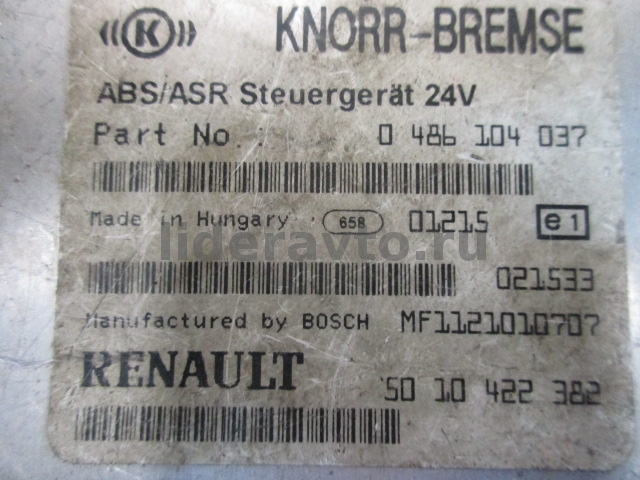 K KNORR-BREMSE
ABS/ASR Steuergerät 24V
Part No.: 0 486 104 037
Made in Hungary 658 01215 e1
lideravto.ru
021533
Manufactured by BOSCH MF1121010707
RENAULT 50 10 422 382